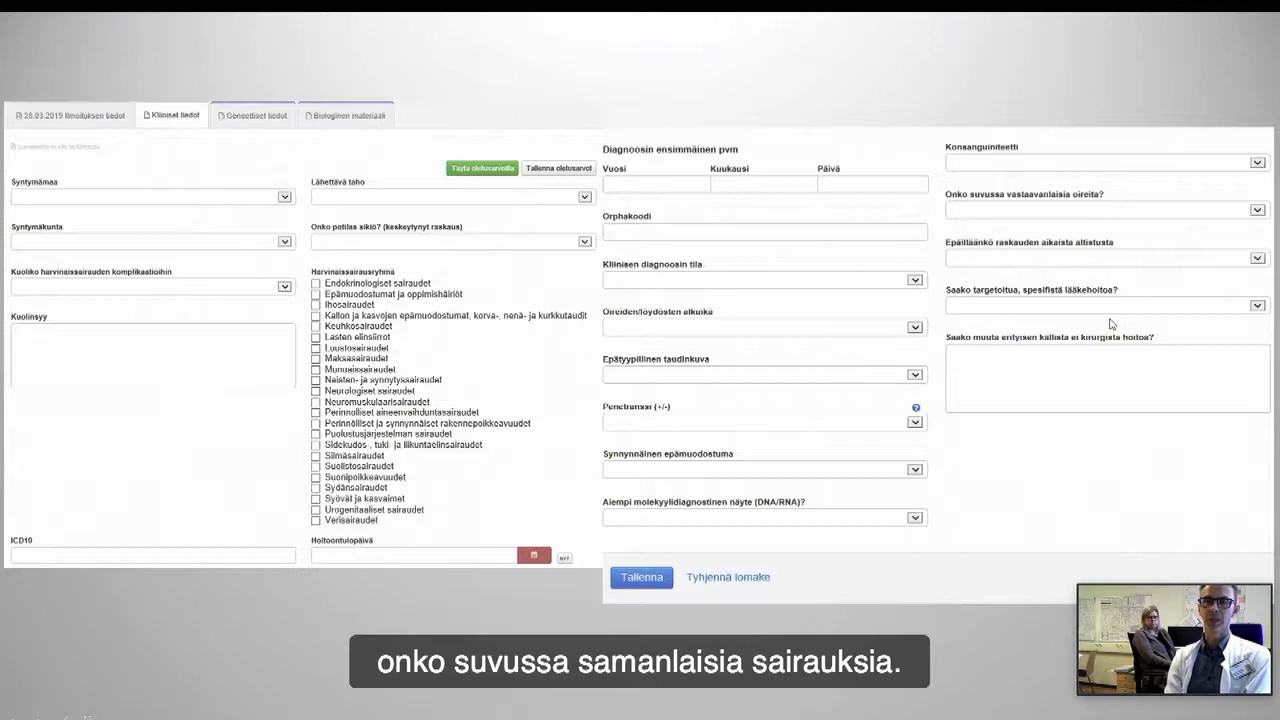 28.03.2019 Ilmoituksen tiedot
Kliiniset tiedot
Geneettiset tiedot
Biologinen materiaali
Täytä oletusarvoilla
Tallenna oletusarvot
Syntymämaa
Syntymäkunta
Kuoliko harvinaissairauden komplikaatioihin
Kuolinsyy
ICD10
Lähettävä taho
Onko potilas sikiö? (keskeytynyt raskaus)
Harvinaissairausryhmä
Endokrinologiset sairaudet
Epämuodostumat ja oppimishäiriöt
Ihosairaudet
Kallon ja kasvojen epämuodostumat, korva-, nenä- ja kurkkutaudit
Keuhkosairaudet
Lasten elinsiirrot
Luustosairaudet
Maksasairaudet
Munuaissairaudet
Naisten- ja synnytyssairaudet
Neurologiset sairaudet
Neuromuskulaarisairaudet
Perinnölliset aineenvaihduntasairaudet
Perinnölliset ja synnynnäiset rakennepoikkeavuudet
Puolustusjärjestelmän sairaudet
Sidekudos-, tuki- ja liikuntaelinsairaudet
Silmäsairaudet
Suolistosairaudet
Suonipoikkeavuudet
Sydänsairaudet
Syövät ja kasvaimet
Urogenitaaliset sairaudet
Verisairaudet
Hoitoontulopäivä
NYT
Diagnoosin ensimmäinen pvm
Vuosi Kuukausi Päivä
Orphakoodi
Kliinisen diagnoosin tila
Oireiden/löydösten alkuikä
Epätyypillinen taudinkuva
Penetranssi (+/-)
Synnynnäinen epämuodostuma
Aiempi molekyylidiagnostinen näyte (DNA/RNA)?
Tallenna
Tyhjennä lomake
Konsanguiniteetti
Onko suvussa vastaavanlaisia oireita?
Epäilläänkö raskauden aikaista altistusta
Saako targetoitua, spesifistä lääkehoitoa?
Saako muuta erityisen kallista ei kirurgista hoitoa?
onko suvussa samanlaisia sairauksia.